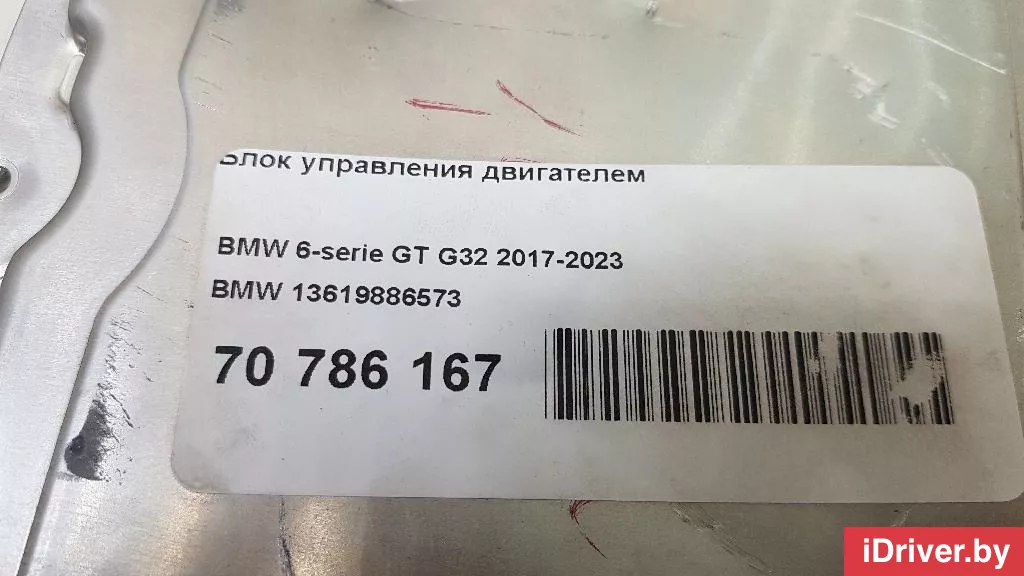 Блок управления двигателем
BMW 6-serie GT G32 2017-2023
BMW 13619886573
70 786 167
iDriver.by